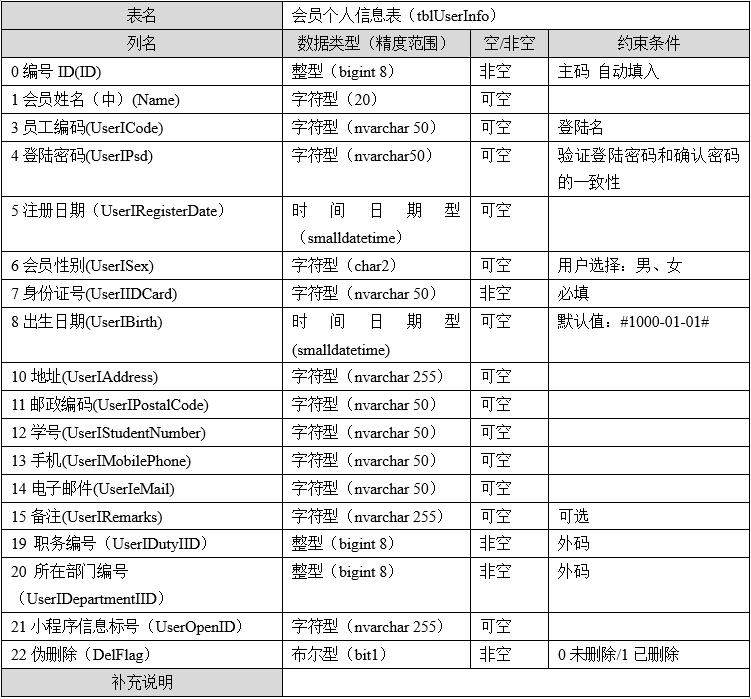 表名 会员个人信息表（tblUserInfo）
列名 数据类型（精度范围） 空/非空 约束条件
0 编号 ID(ID) 整型（bigint 8） 非空 主码 自动填入
1 会员姓名（中）(Name) 字符型（20） 可空
3 员工编码(UserICode) 字符型（nvarchar 50） 可空 登陆名
4 登陆密码(UserIPsd) 字符型（nvarchar50） 可空 验证登陆密码和确认密码
的一致性
5 注册日期（UserIRegisterDate） 时间日期型 可空
（smalldatetime）
6 会员性别(UserISex) 字符型（char2） 可空 用户选择：男、女
7 身份证号(UserIIDCard) 字符型（nvarchar 50） 非空 必填
8 出生日期(UserIBirth) 时间日期型 可空 默认值：#1000-01-01#
(smalldatetime)
10 地址(UserIAddress) 字符型（nvarchar 255） 可空
11 邮政编码(UserIPostalCode) 字符型（nvarchar 50） 可空
12 学号(UserIStudentNumber) 字符型（nvarchar 50） 可空
13 手机(UserIMobilePhone) 字符型（nvarchar 50） 可空
14 电子邮件(UserIeMail) 字符型（nvarchar 50） 可空
15 备注(UserIRemarks) 字符型（nvarchar 255） 可空 可选
19 职务编号（UserIDutyIID） 整型（bigint 8） 非空 外码
20 所在部门编号 整型（bigint 8） 非空 外码
（UserIDepartmentIID）
21 小程序信息标号（UserOpenID） 字符型（nvarchar 255） 可空
22 伪删除（DelFlag） 布尔型（bit1） 非空 0 未删除/1 已删除
补充说明